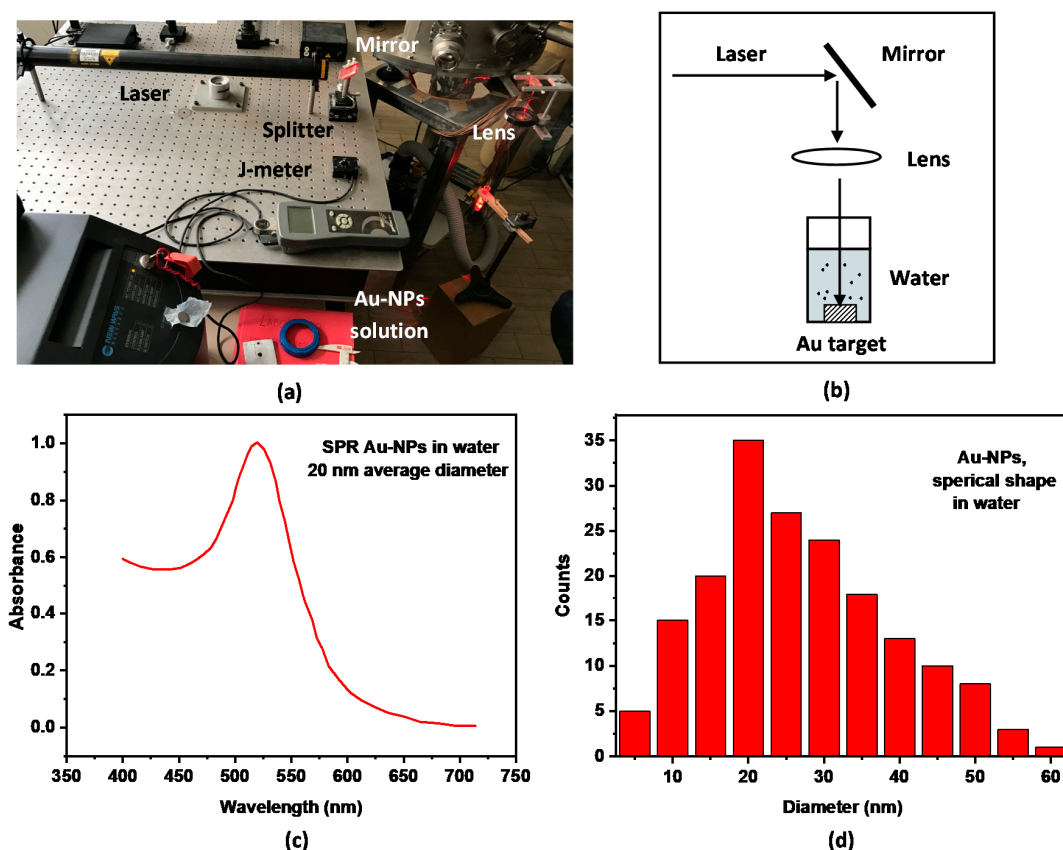 Mirror
Laser
Splitter
Lens
J-meter
Au-NPs
solution
(a)
Laser
Mirror
Lens
Water
Au target
(b)
SPR Au-NPs in water
20 nm average diameter
Absorbance
1.0
0.8
0.6
0.4
0.2
0.0
350 400 450 500 550 600 650 700 750
Wavelength (nm)
(c)
Au-NPs,
sperical shape
in water
Counts
35
30
25
20
15
10
5
0
10 20 30 40 50 60
Diameter (nm)
(d)